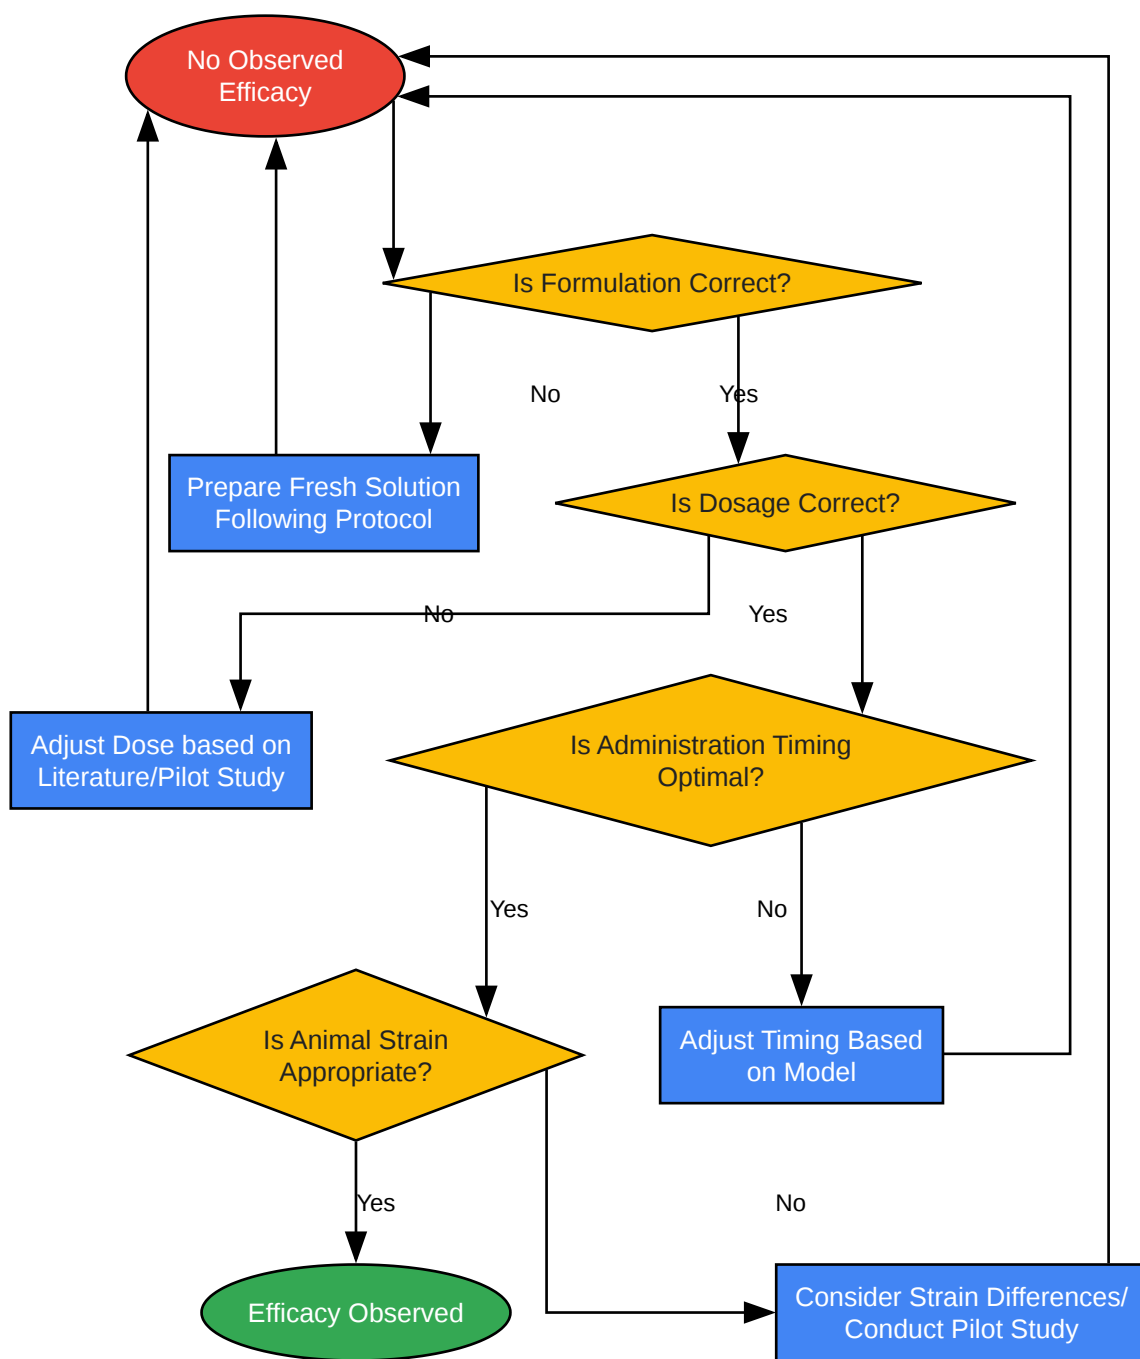 No Observed
Efficacy
Is Formulation Correct?
No
Yes
Prepare Fresh Solution
Following Protocol
Is Dosage Correct?
No
Yes
Adjust Dose based on
Literature/Pilot Study
Is Administration Timing
Optimal?
Yes
No
Is Animal Strain
Appropriate?
Adjust Timing Based
on Model
Yes
No
Efficacy Observed
Consider Strain Differences/
Conduct Pilot Study